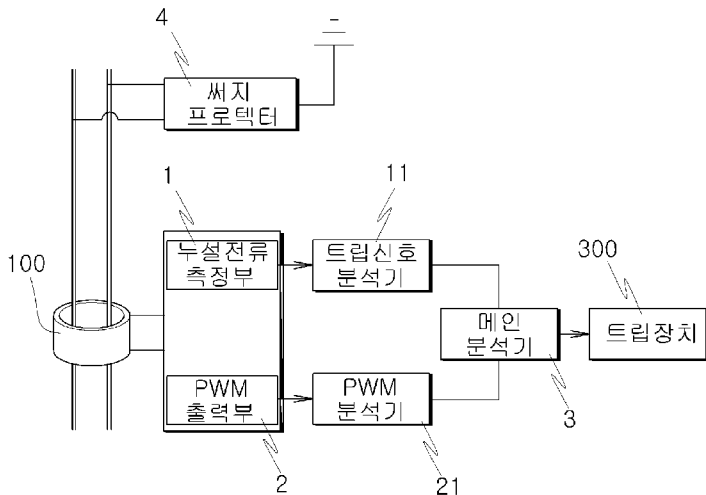 4
써지
프로텍터
1
11
누설전류
측정부
트립신호
분석기
300
100
메인
분석기
트립장치
PWM
출력부
PWM
분석기
3
2
21